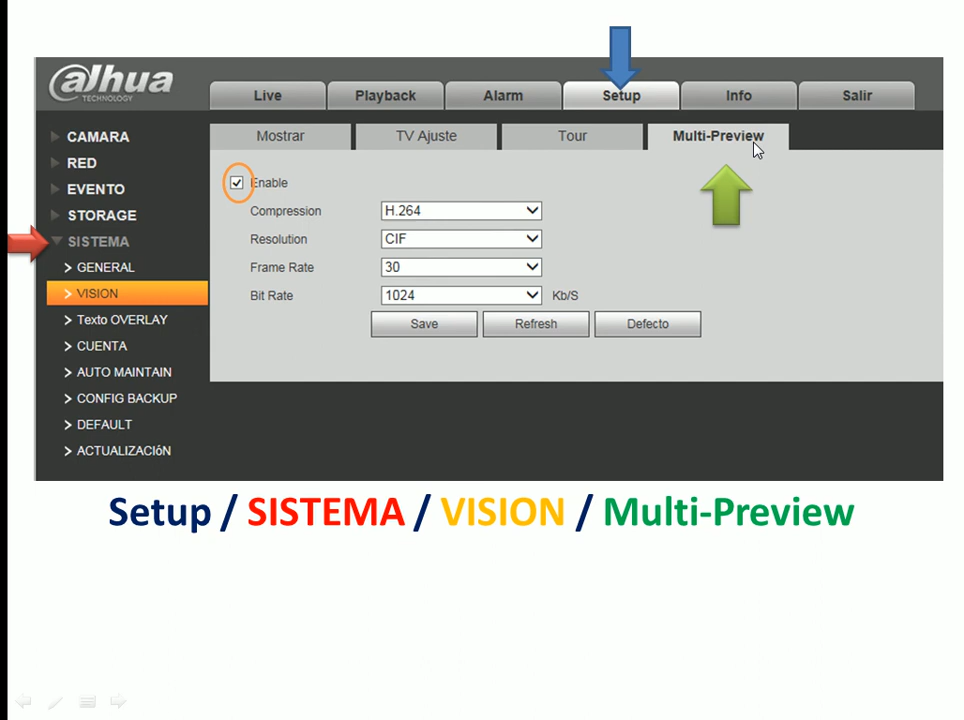 alhua
TECHNOLOGY
Live Playback Alarm Setup Info Salir
CAMARA
RED
EVENTO
STORAGE
SISTEMA
> GENERAL
> VISION
> Texto OVERLAY
> CUENTA
> AUTO MAINTAIN
> CONFIG BACKUP
> DEFAULT
> ACTUALIZACIóN
Mostrar TV Ajuste Tour Multi-Preview
Enable
Compression H.264
Resolution CIF
Frame Rate 30
Bit Rate 1024 Kb/S
Save Refresh Defecto
Setup / SISTEMA / VISION / Multi-Preview